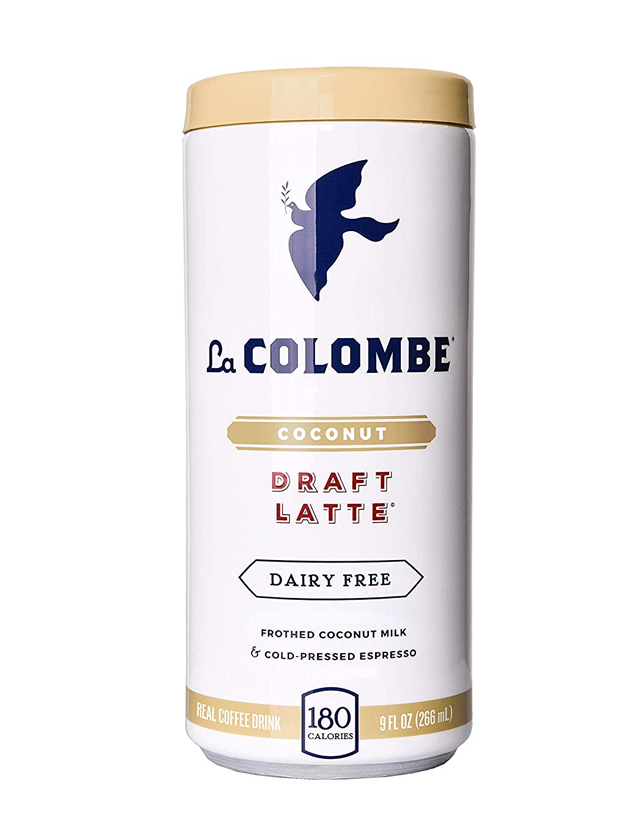 La COLOMBE®
COCONUT
DRAFT
LATTE®
DAIRY FREE
FROTHED COCONUT MILK
& COLD-PRESSED ESPRESSO
REAL COFFEE DRINK
180
CALORIES
9 FL OZ (266 mL)